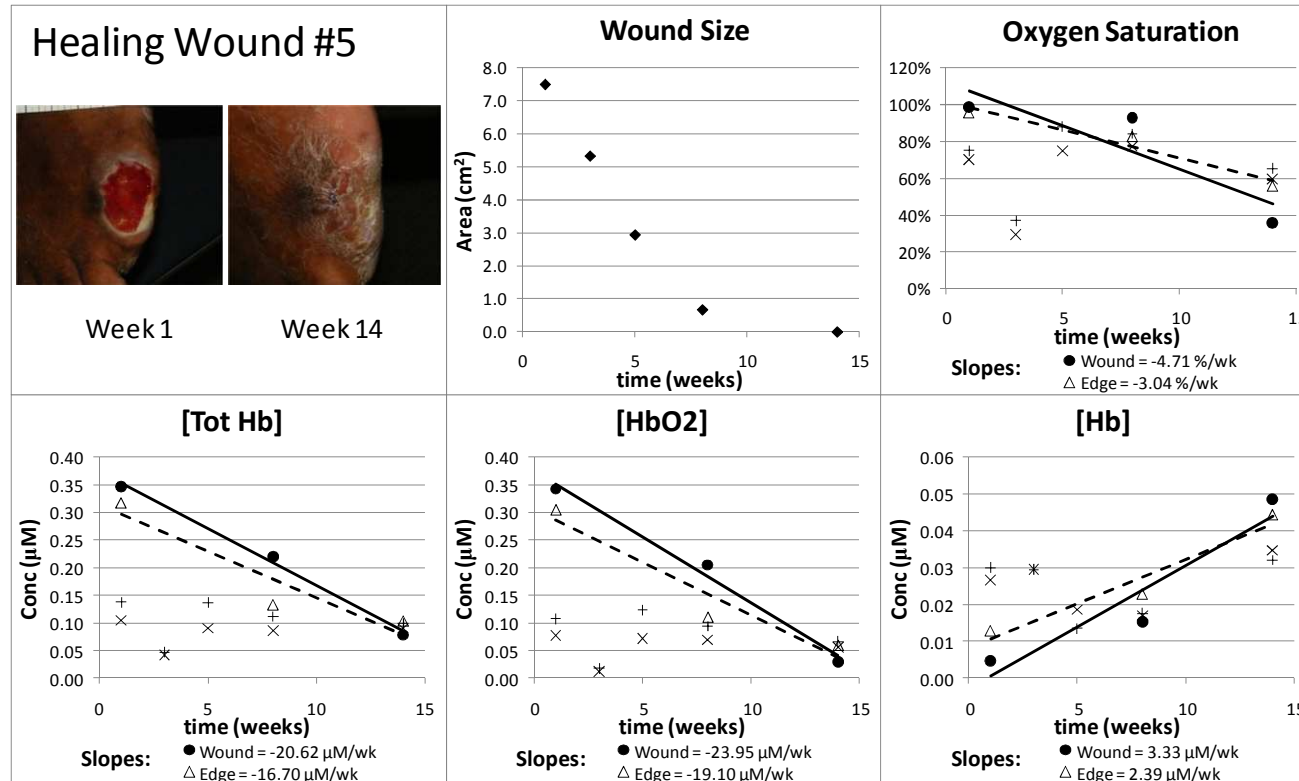 Healing Wound #5
Week 1
Week 14
Wound Size
8.0
7.0
6.0
5.0
4.0
3.0
2.0
1.0
0.0
Area (cm²)
0 5 10 15
time (weeks)
Oxygen Saturation
120%
100%
80%
60%
40%
20%
0%
0 5 10 15
time (weeks)
Slopes:
Wound = -4.71 %/wk
Edge = -3.04 %/wk
[Tot Hb]
0.40
0.35
0.30
0.25
0.20
0.15
0.10
0.05
0.00
Conc (µM)
0 5 10 15
time (weeks)
Slopes:
Wound = -20.62 µM/wk
Edge = -16.70 µM/wk
[HbO2]
0.40
0.35
0.30
0.25
0.20
0.15
0.10
0.05
0.00
Conc (µM)
0 5 10 15
time (weeks)
Slopes:
Wound = -23.95 µM/wk
Edge = -19.10 µM/wk
[Hb]
0.06
0.05
0.04
0.03
0.02
0.01
0.00
Conc (µM)
0 5 10 15
time (weeks)
Slopes:
Wound = 3.33 µM/wk
Edge = 2.39 µM/wk